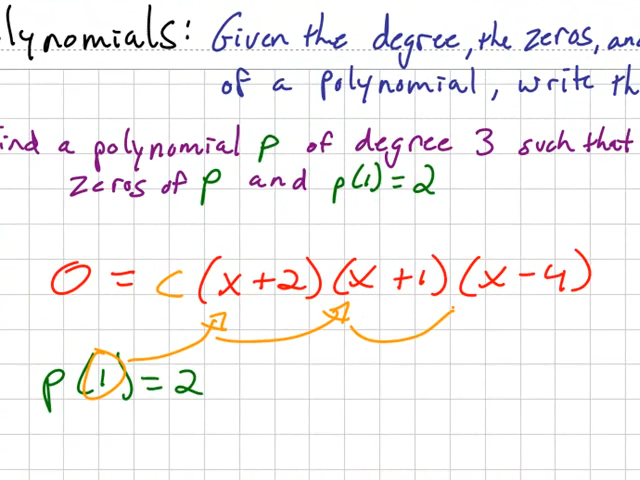 lynomials: Given the degree, the zeros, an
of a polynomial, write th
ind a polynomial P of degree 3 such that
zeros of P and p(1) = 2
0 = c(x+2)(x+1)(x-4)
p(1) = 2